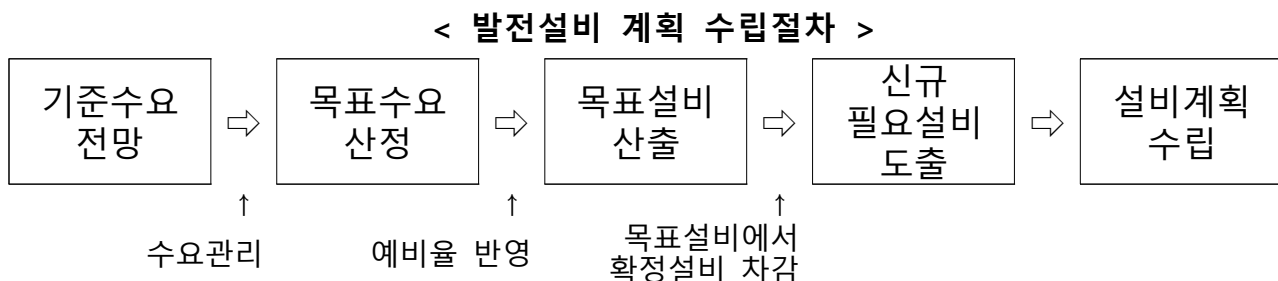 < 발전설비 계획 수립절차 >
기준수요
전망
⇨
목표수요
산정
⇨
목표설비
산출
⇨
신규
필요설비
도출
⇨
설비계획
수립
↑
수요관리
↑
예비율 반영
↑
목표설비에서
확정설비 차감